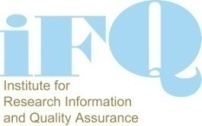 iFQ
Institute for
Research Information
and Quality Assurance